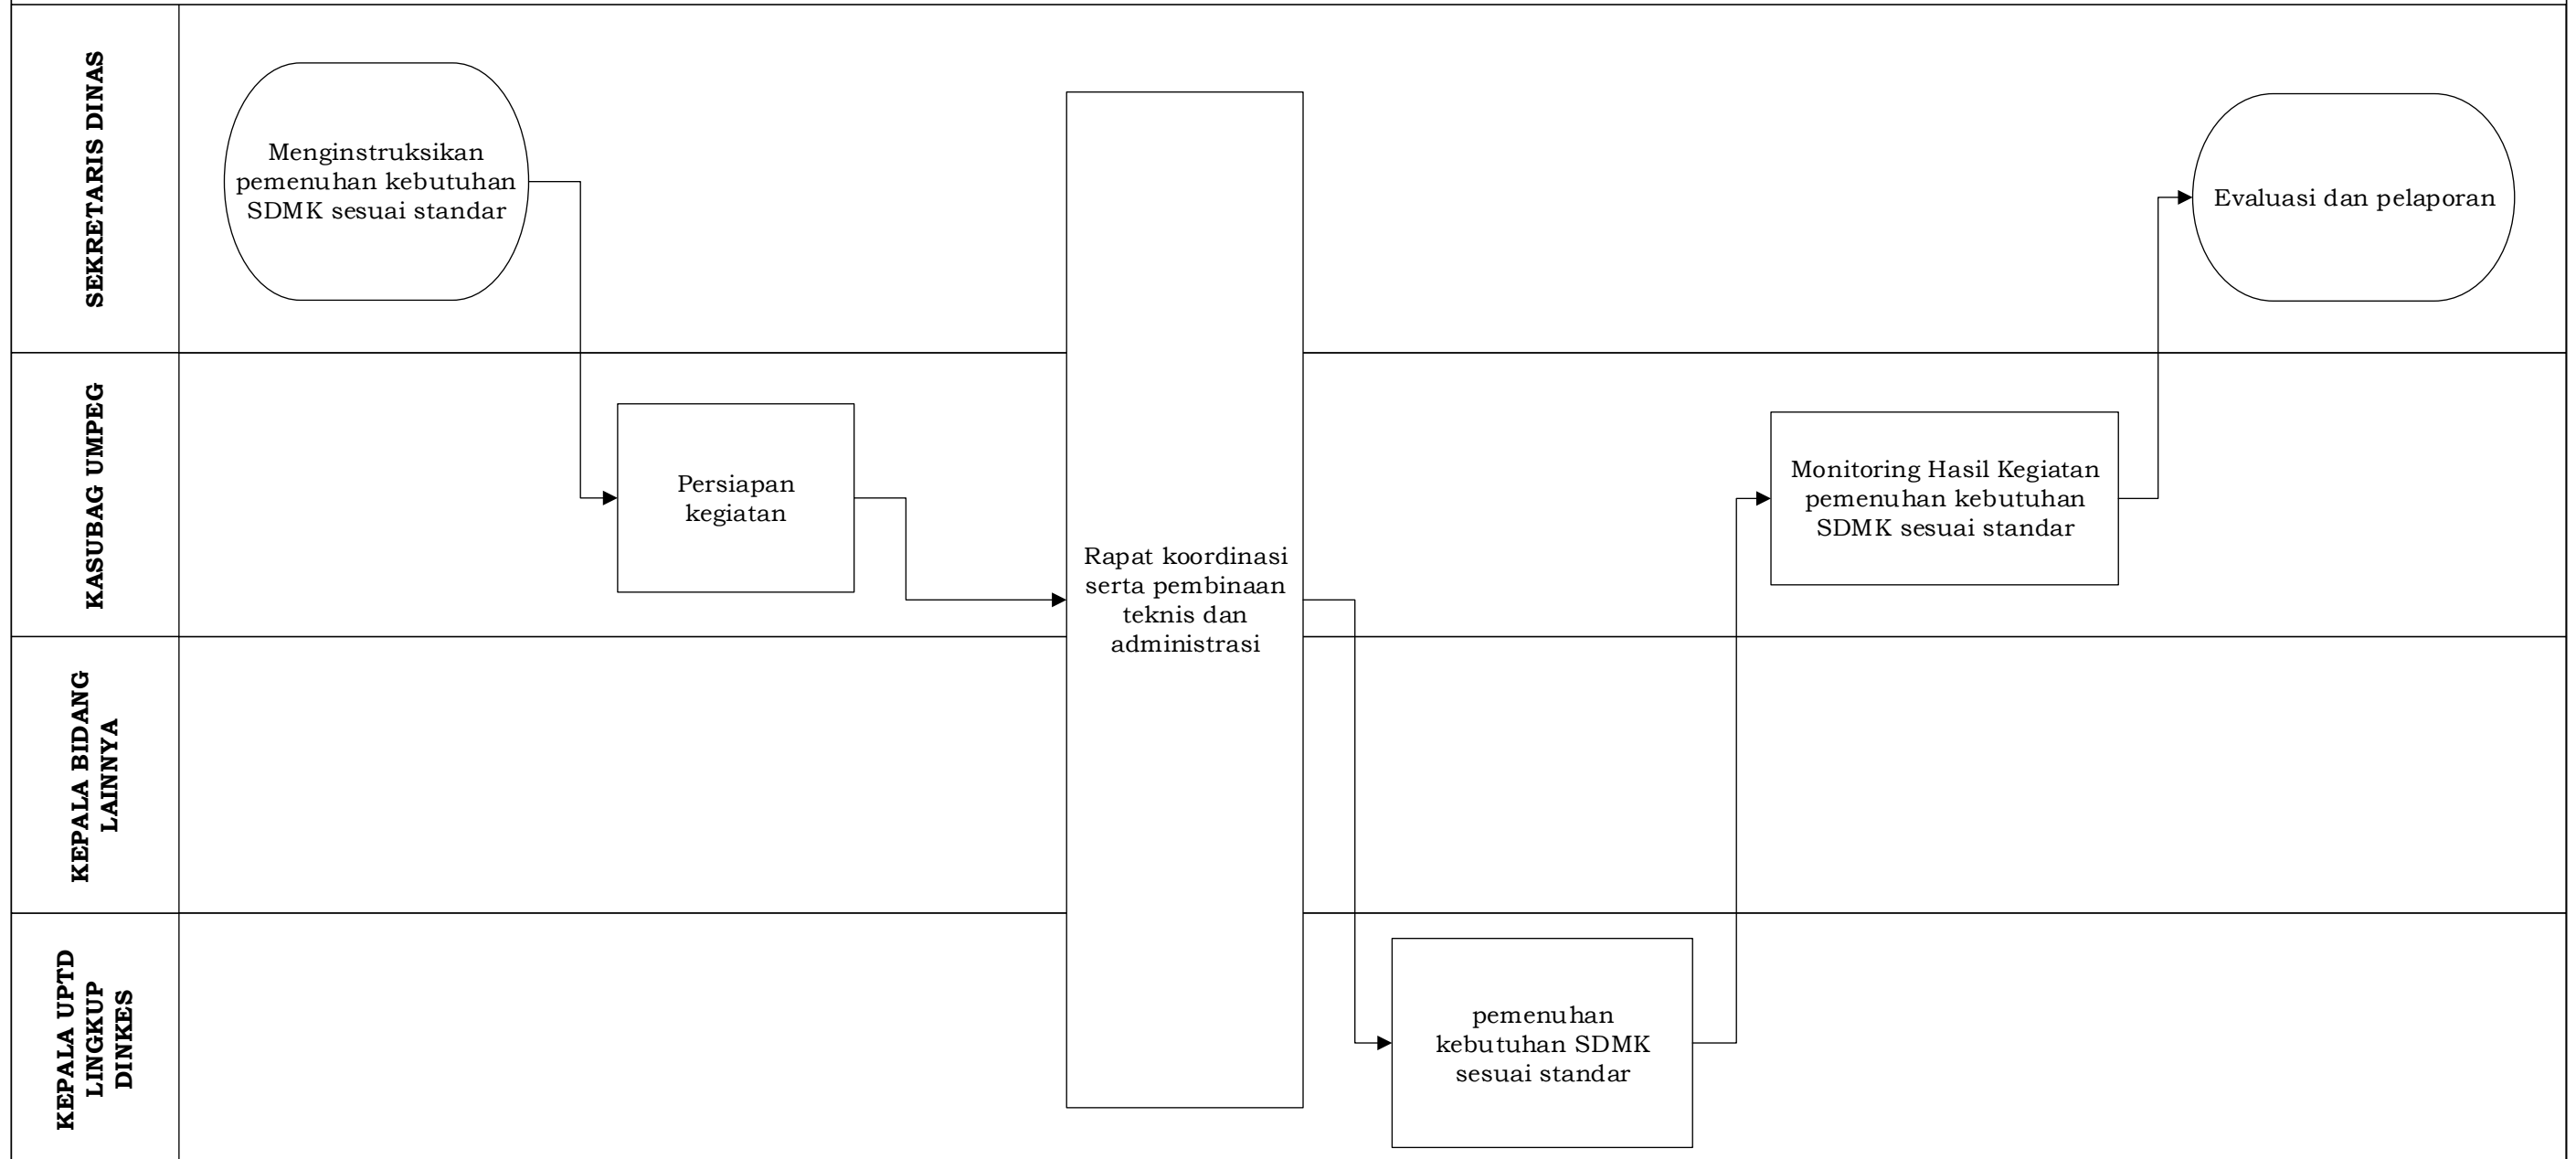 SEKRETARIS DINAS
Menginstruksikan
pemenuhan kebutuhan
SDMK sesuai standar
Evaluasi dan pelaporan
KASUBAG UMPEG
Persiapan
kegiatan
Rapat koordinasi
serta pembinaan
teknis dan
administrasi
Monitoring Hasil Kegiatan
pemenuhan kebutuhan
SDMK sesuai standar
KEPALA BIDANG
LAINNYA
KEPALA UPTD
LINGKUP
DINKES
pemenuhan
kebutuhan SDMK
sesuai standar